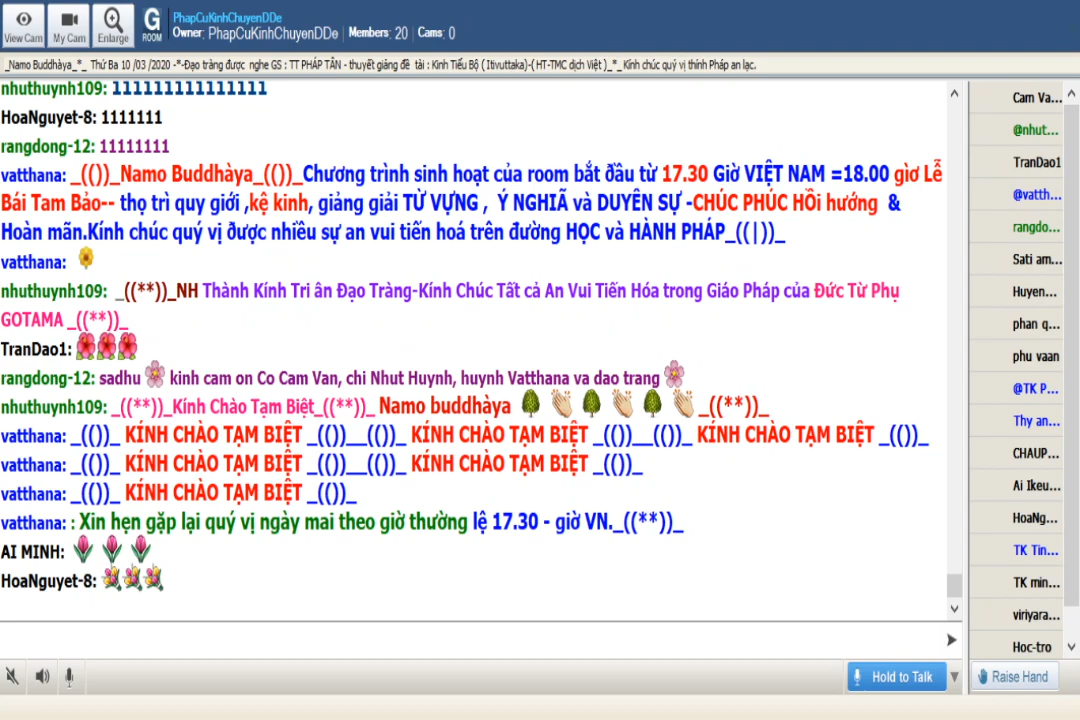 View Cam
My Cam
Enlarge
G ROOM
PhapCuKinhChuyenDDe
Owner: PhapCuKinhChuyenDDe | Members: 20 | Cams: 0
_Namo Buddhàya_*_ Thứ Ba 10 /03 /2020 -*-Đạo tràng được nghe GS : TT PHÁP TÂN - thuyết giảng đề tài : Kinh Tiểu Bộ ( Itivuttaka)-( HT-TMC dịch Việt )_*_ Kính chúc quý vị thính Pháp an lạc.
nhuthuynh109: 111111111111111
HoaNguyet-8: 1111111
rangdong-12: 11111111
vatthana: _(())_Namo Buddhàya_(())_Chương trình sinh hoạt của room bắt đầu từ 17.30 Giờ VIỆT NAM =18.00 giờ Lễ
Bái Tam Bảo-- thọ trì quy giới ,kệ kinh, giảng giải TỪ VỰNG , Ý NGHIÃ và DUYÊN SỰ -CHÚC PHÚC HỒi hướng &
Hoàn mãn.Kính chúc quý vị được nhiều sự an vui tiến hoá trên đường HỌC và HÀNH PHÁP_((|))_
vatthana:
nhuthuynh109: _((**))_NH Thành Kính Tri ân Đạo Tràng-Kính Chúc Tất cả An Vui Tiến Hóa trong Giáo Pháp của Đức Từ Phụ
GOTAMA _((**))_
TranDao1:
rangdong-12: sadhu kinh cam on Co Cam Van, chi Nhut Huynh, huynh Vatthana va dao trang
nhuthuynh109: _((**))_Kính Chào Tạm Biệt_((**))_ Namo buddhàya _((**))_
vatthana: _(())_ KÍNH CHÀO TẠM BIỆT _(())__(())_ KÍNH CHÀO TẠM BIỆT _(())__(())_ KÍNH CHÀO TẠM BIỆT _(())_
vatthana: _(())_ KÍNH CHÀO TẠM BIỆT _(())__(())_ KÍNH CHÀO TẠM BIỆT _(())_
vatthana: _(())_ KÍNH CHÀO TẠM BIỆT _(())_
vatthana: : Xin hẹn gặp lại quý vị ngày mai theo giờ thường lệ 17.30 - giờ VN._((**))_
AI MINH:
HoaNguyet-8:
Cam Va...
@nhut...
TranDao1
@vatth...
rangdo...
Sati am...
Huyen...
phan q...
phu vaan
@TK P...
Thy an...
CHAUP...
Ai Ikeu...
HoaNg...
TK Tin...
TK min...
viriyara...
Hoc-tro
Hold to Talk
Raise Hand